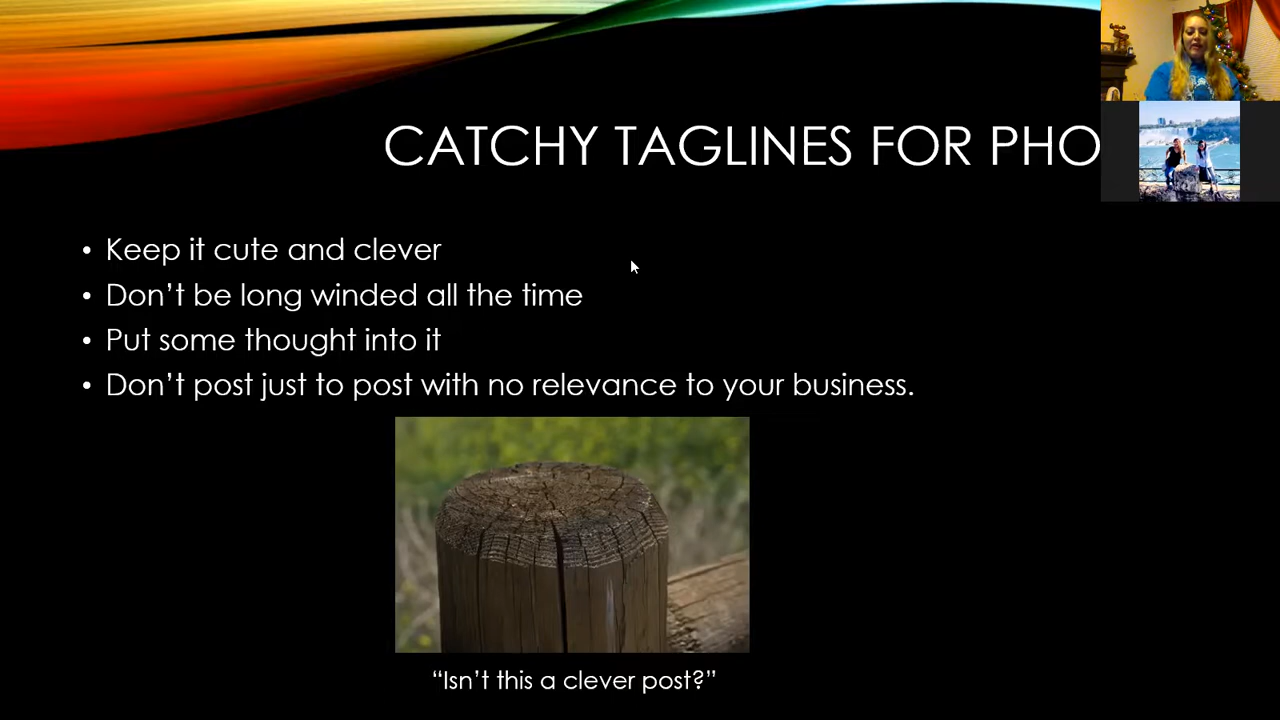 CATCHY TAGLINES FOR PHO
• Keep it cute and clever
• Don’t be long winded all the time
• Put some thought into it
• Don’t post just to post with no relevance to your business.
“Isn’t this a clever post?”